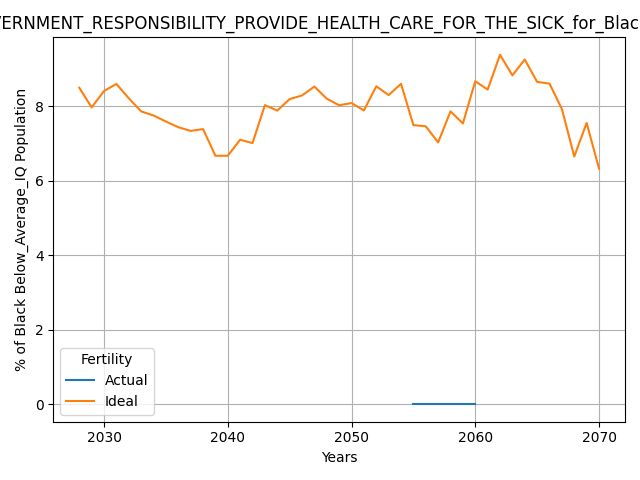 VERNMENT_RESPONSIBILITY_PROVIDE_HEALTH_CARE_FOR_THE_SICK_for_Blac
% of Black Below_Average_IQ Population
8
6
4
2
0
Fertility
Actual
Ideal
2030 2040 2050 2060 2070
Years